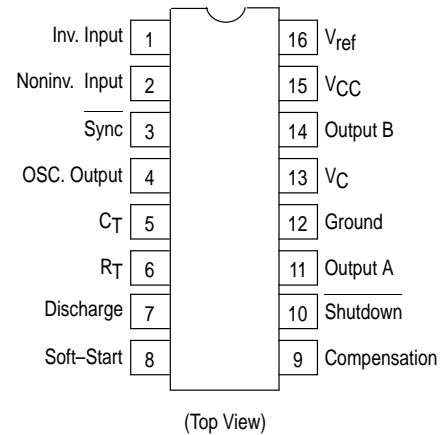 Inv. Input 1 16 Vref
Noninv. Input 2 15 VCC
Sync 3 14 Output B
OSC. Output 4 13 VC
CT 5 12 Ground
RT 6 11 Output A
Discharge 7 10 Shutdown
Soft–Start 8 9 Compensation
(Top View)